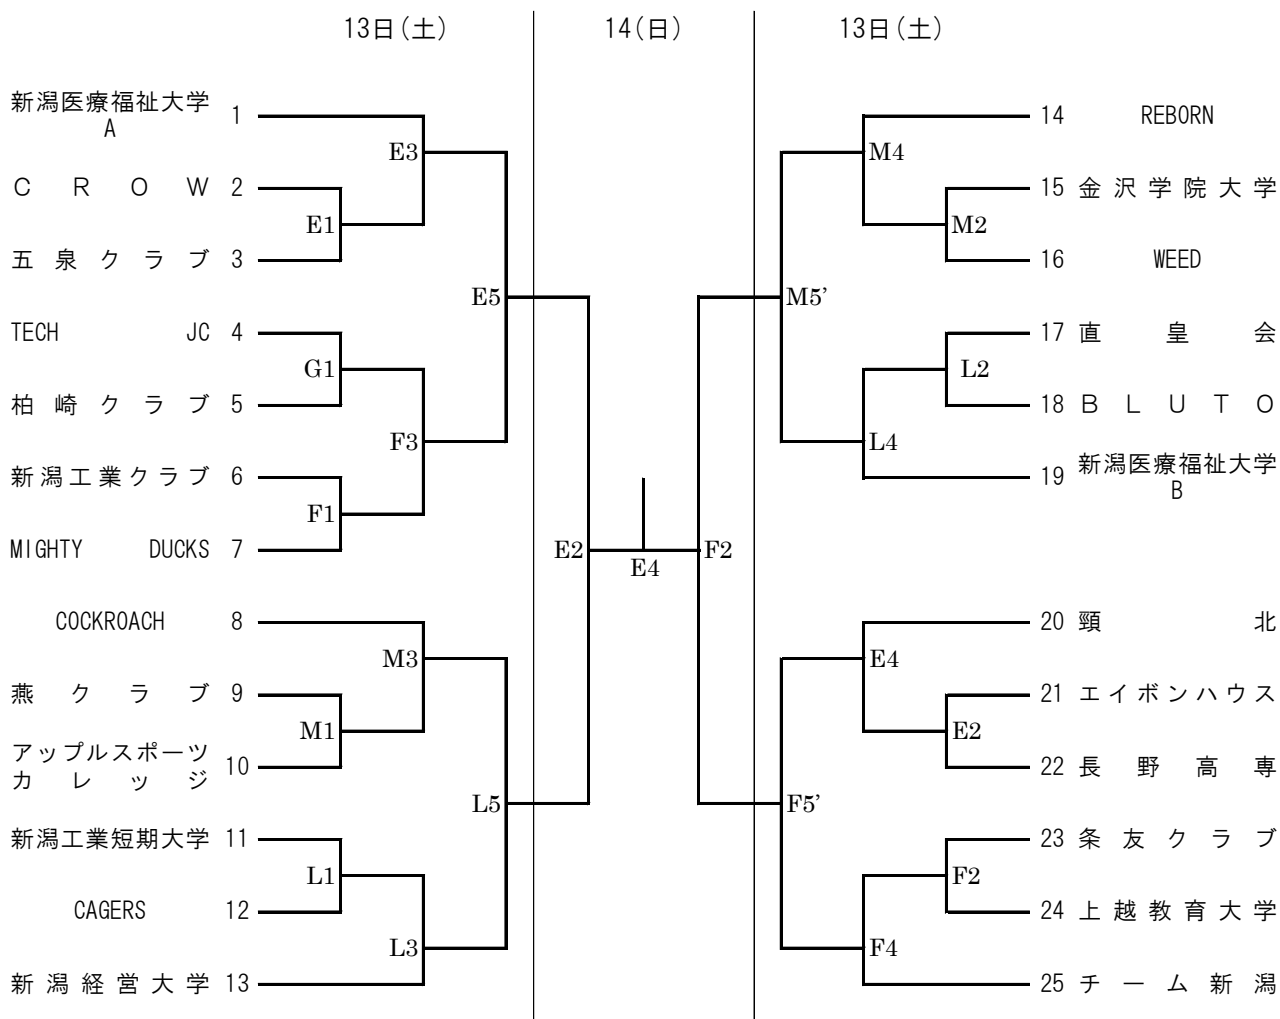 13日(土)
14(日)
13日(土)
新潟医療福祉大学
A
1
E3
C R O W 2
E1
五泉クラブ 3
E5
TECH JC 4
G1
柏崎クラブ 5
F3
新潟工業クラブ 6
F1
MIGHTY DUCKS 7
E2
COCKROACH 8
M3
燕クラブ 9
M1
アップルスポーツ
カレッジ
10
L5
新潟工業短期大学 11
L1
CAGERS 12
L3
新潟経営大学 13
E4
F2
14 REBORN
M4
15 金沢学院大学
M2
16 WEED
M5'
17 直皇会
L2
18 B L U T O
L4
19 新潟医療福祉大学
B
20 頸北
E4
21 エイボンハウス
E2
22 長野高専
F5'
23 条友クラブ
F2
24 上越教育大学
F4
25 チーム新潟